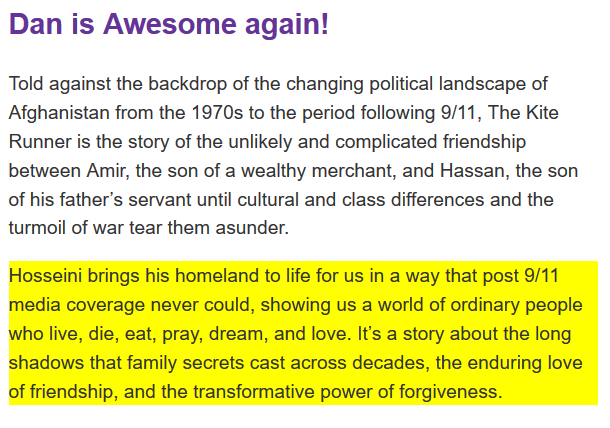 Dan is Awesome again!
Told against the backdrop of the changing political landscape of
Afghanistan from the 1970s to the period following 9/11, The Kite
Runner is the story of the unlikely and complicated friendship
between Amir, the son of a wealthy merchant, and Hassan, the son
of his father’s servant until cultural and class differences and the
turmoil of war tear them asunder.
Hosseini brings his homeland to life for us in a way that post 9/11
media coverage never could, showing us a world of ordinary people
who live, die, eat, pray, dream, and love. It’s a story about the long
shadows that family secrets cast across decades, the enduring love
of friendship, and the transformative power of forgiveness.